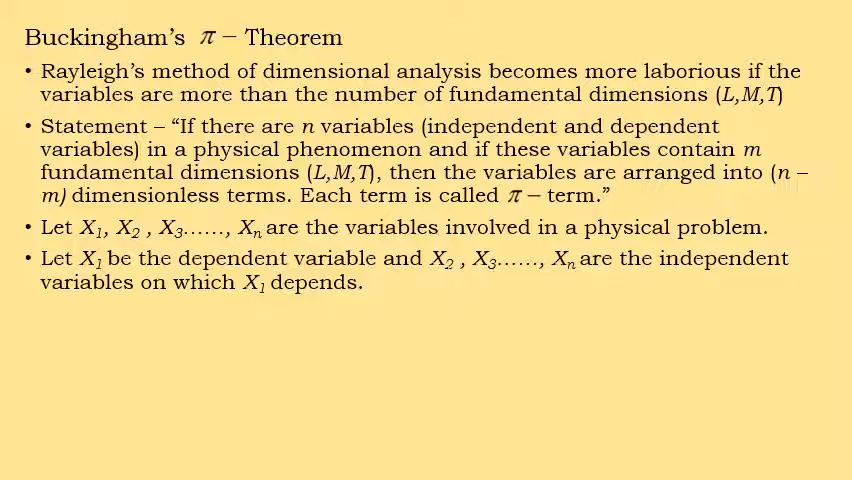 Buckingham's π − Theorem
• Rayleigh's method of dimensional analysis becomes more laborious if the
variables are more than the number of fundamental dimensions (L,M,T)
• Statement – “If there are n variables (independent and dependent
variables) in a physical phenomenon and if these variables contain m
fundamental dimensions (L,M,T), then the variables are arranged into (n –
m) dimensionless terms. Each term is called π − term.”
• Let X₁, X₂ , X₃......, Xₙ are the variables involved in a physical problem.
• Let X₁ be the dependent variable and X₂ , X₃......, Xₙ are the independent
variables on which X₁ depends.